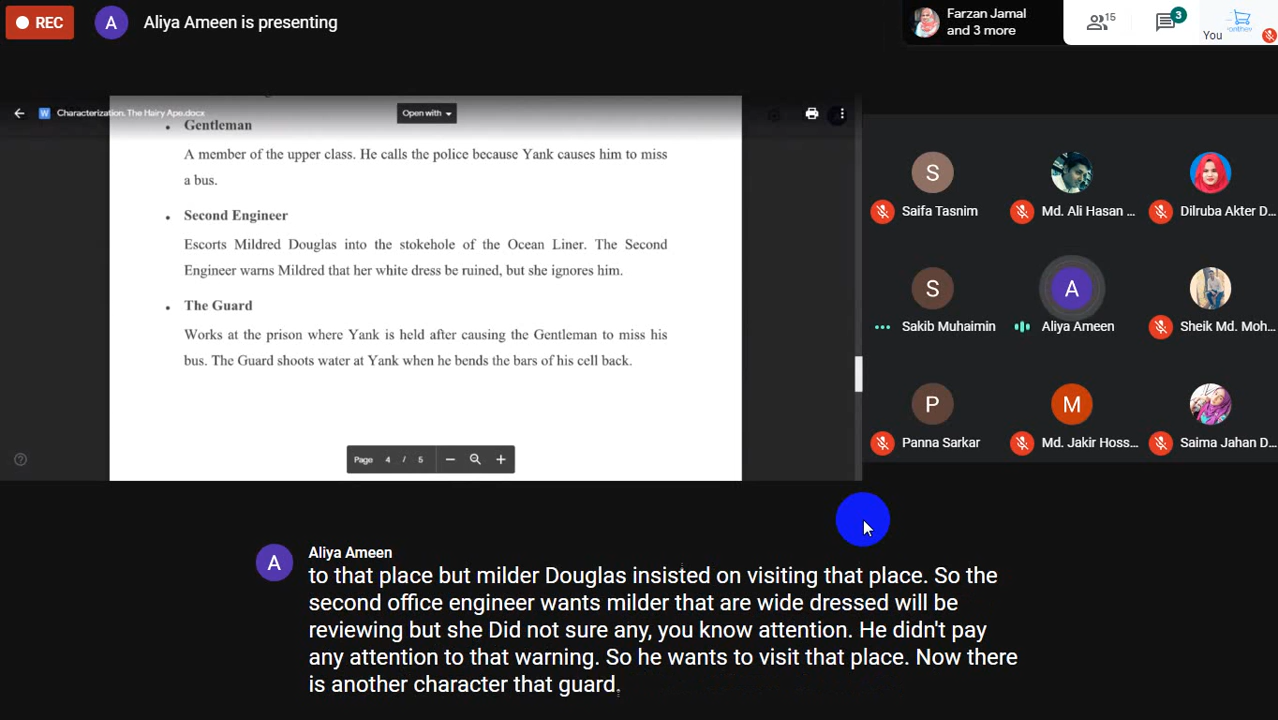 REC
A
Aliya Ameen is presenting
Farzan Jamal
and 3 more
15
3
You
W
Characterization. The Hairy Ape.docx
Open with
• Gentleman
A member of the upper class. He calls the police because Yank causes him to miss
a bus.
• Second Engineer
Escorts Mildred Douglas into the stokehole of the Ocean Liner. The Second
Engineer warns Mildred that her white dress be ruined, but she ignores him.
• The Guard
Works at the prison where Yank is held after causing the Gentleman to miss his
bus. The Guard shoots water at Yank when he bends the bars of his cell back.
Page 4 / 5
S
Saifa Tasnim
Md. Ali Hasan ...
Dilruba Akter D...
S
Sakib Muhaimin
A
Aliya Ameen
Sheik Md. Moh...
P
Panna Sarkar
M
Md. Jakir Hoss...
Saima Jahan D...
A
Aliya Ameen
to that place but milder Douglas insisted on visiting that place. So the
second office engineer wants milder that are wide dressed will be
reviewing but she Did not sure any, you know attention. He didn't pay
any attention to that warning. So he wants to visit that place. Now there
is another character that guard.